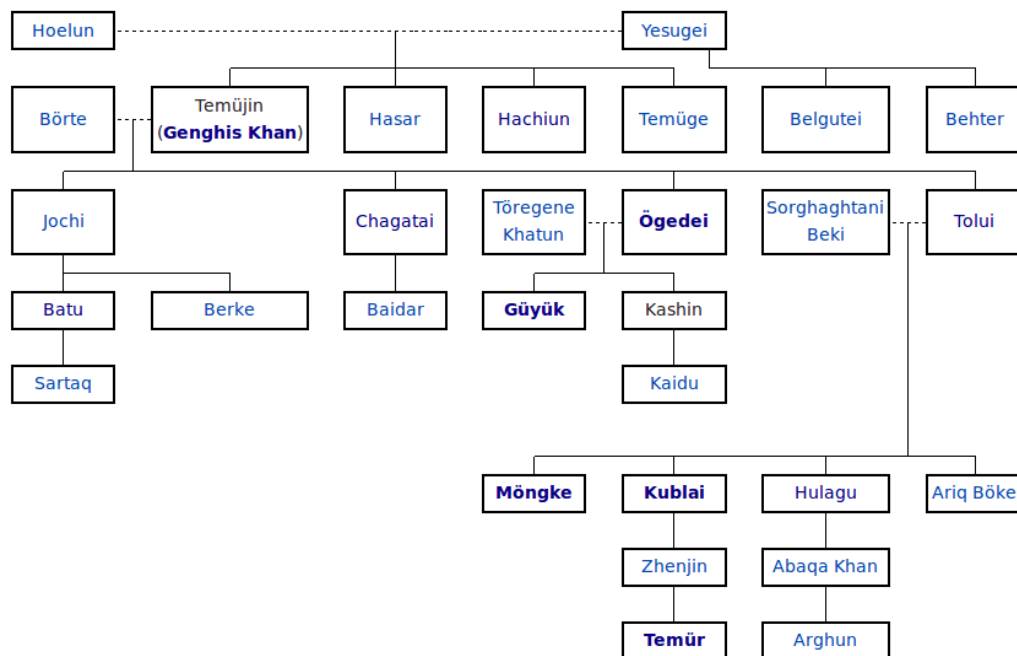 Hoelun
Yesugei
Börte
Temüjin
(Genghis Khan)
Hasar
Hachiun
Temüge
Belgutei
Behter
Jochi
Chagatai
Töregene
Khatun
Ögedei
Sorghaghtani
Beki
Tolui
Batu
Berke
Baidar
Güyük
Kashin
Sartaq
Kaidu
Möngke
Kublai
Hulagu
Ariq Böke
Zhenjin
Abaqa Khan
Temür
Arghun